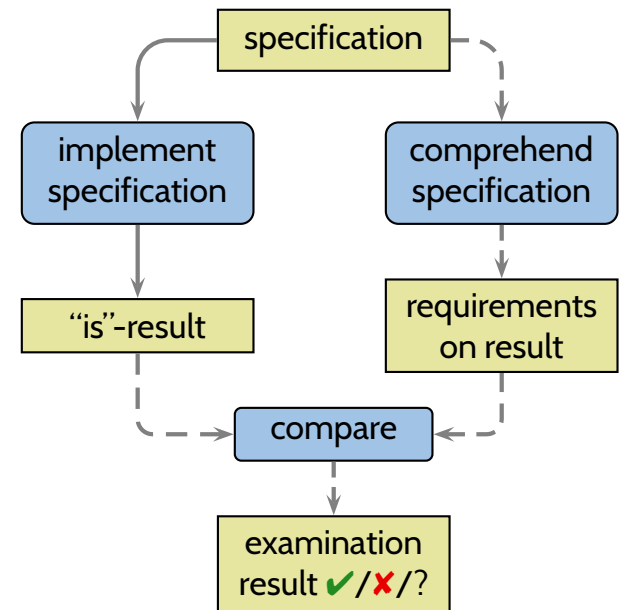 specification
implement
specification
comprehend
specification
“is”-result
requirements
on result
compare
examination
result ✔/✘/?